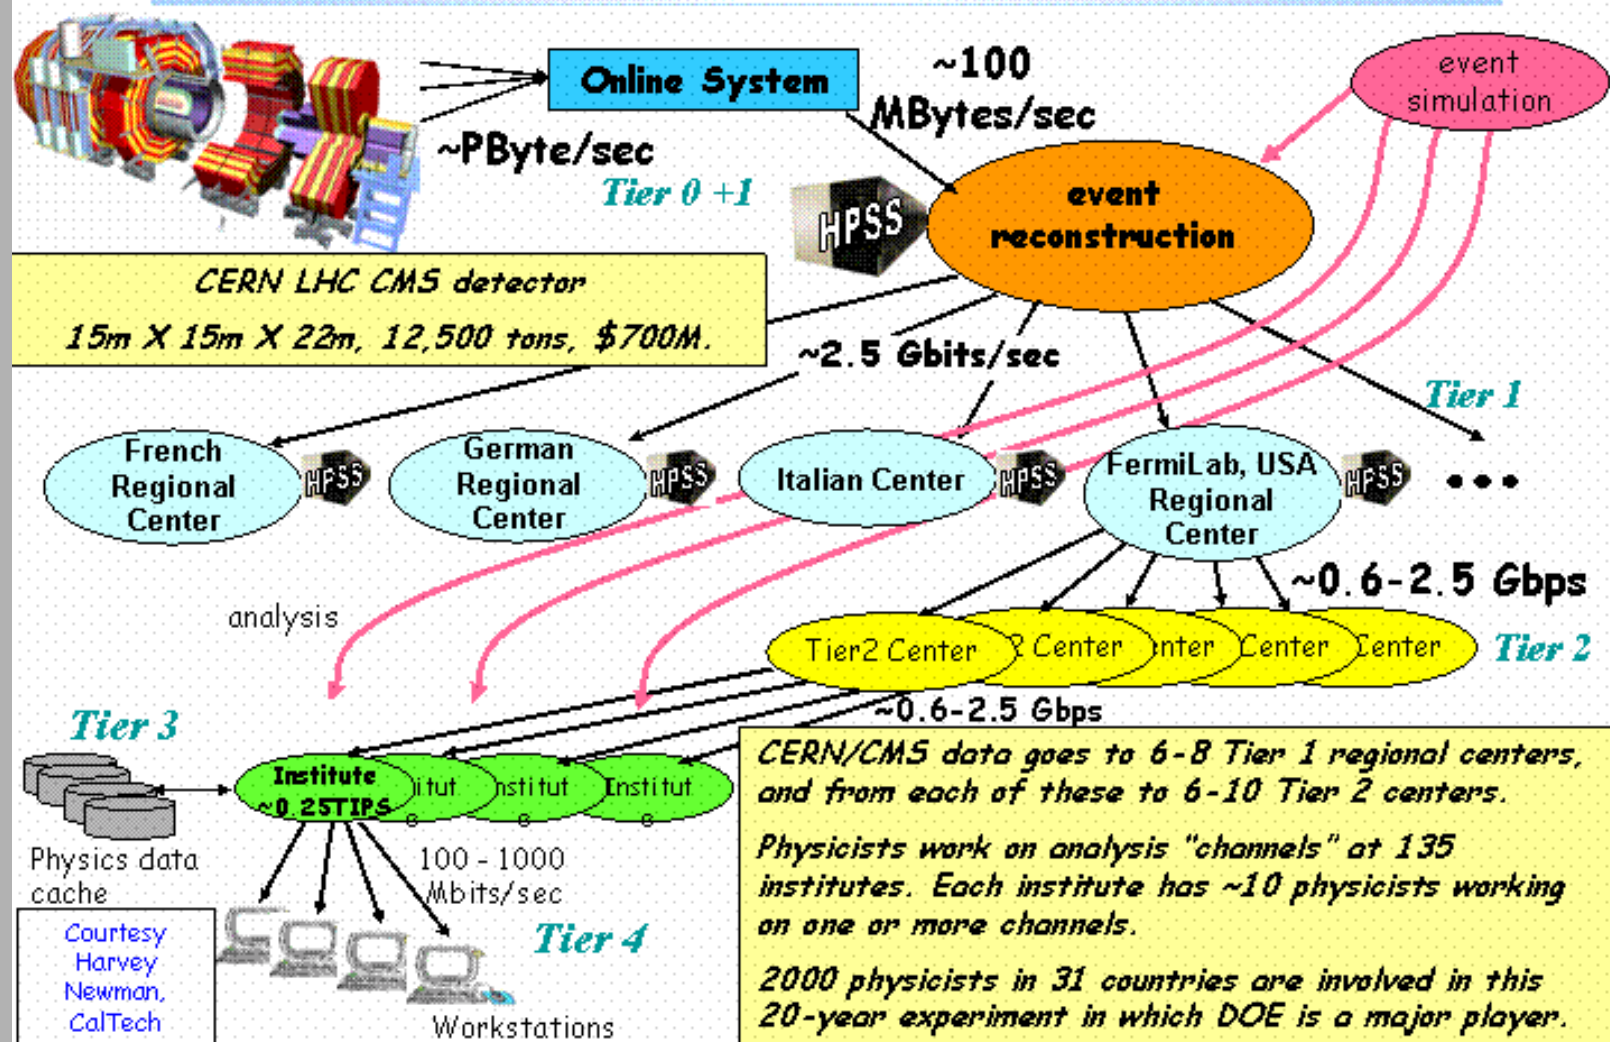 Online System
~100
MBytes/sec
event
simulation
~PByte/sec
Tier 0 +1
HPSS
event
reconstruction
CERN LHC CMS detector
15m X 15m X 22m, 12,500 tons, $700M.
~2.5 Gbits/sec
Tier 1
French
Regional
Center
HPSS
German
Regional
Center
HPSS
Italian Center
HPSS
FermiLab, USA
Regional
Center
HPSS
•••
~0.6-2.5 Gbps
analysis
Tier2 Center
2 Center
nter
Center
Center
Tier 2
~0.6-2.5 Gbps
Tier 3
Institute
~0.25TIPS
itut
e
nstitut
e
Institut
e
Physics data
cache
100 - 1000
Mbits/sec
Tier 4
Workstations
Courtesy
Harvey
Newman,
CalTech
CERN/CMS data goes to 6-8 Tier 1 regional centers,
and from each of these to 6-10 Tier 2 centers.
Physicists work on analysis "channels" at 135
institutes. Each institute has ~10 physicists working
on one or more channels.
2000 physicists in 31 countries are involved in this
20-year experiment in which DOE is a major player.